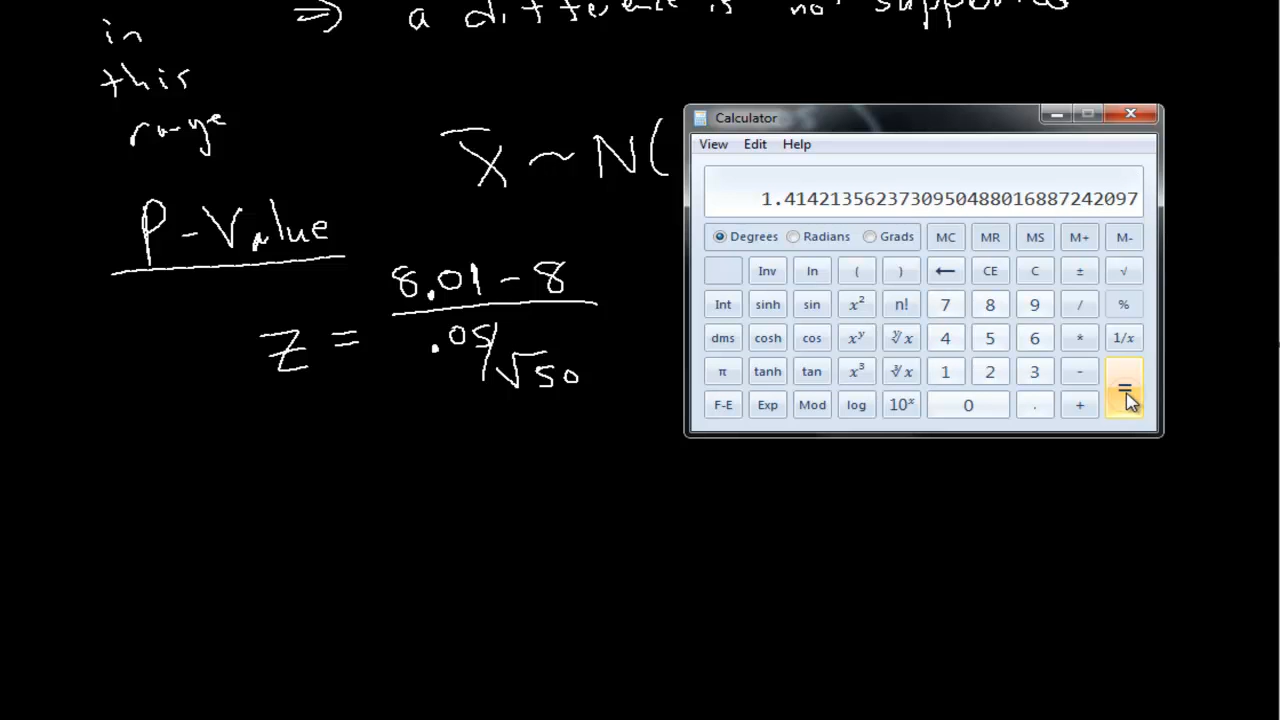 ⇒ a difference is not supported
in
this
range
X̄ ~ N(
P-Value
8.01 - 8
z =
.05/√50
Calculator
View Edit Help
1.4142135623730950488016887242097
Degrees Radians Grads MC MR MS M+ M-
Inv ln ( ) ← CE C ± √
Int sinh sin x² n! 7 8 9 / %
dms cosh cos xʸ ʸ√x 4 5 6 * 1/x
π tanh tan x³ ³√x 1 2 3 - =
F-E Exp Mod log 10ˣ 0 . +